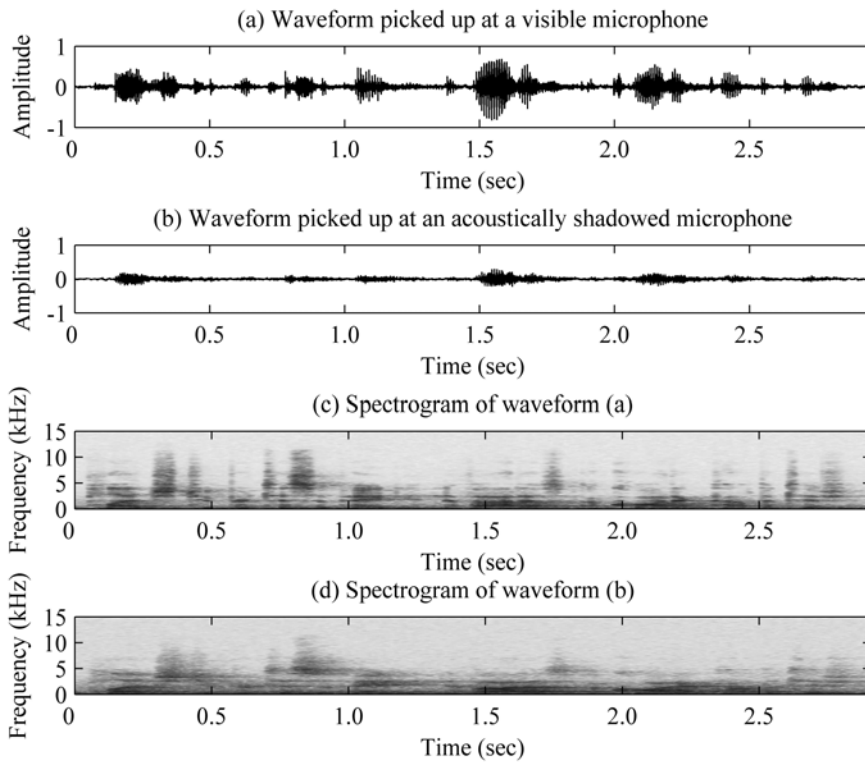 (a) Waveform picked up at a visible microphone
Amplitude
1
0
-1
0 0.5 1.0 1.5 2.0 2.5
Time (sec)
(b) Waveform picked up at an acoustically shadowed microphone
Amplitude
1
0
-1
0 0.5 1.0 1.5 2.0 2.5
Time (sec)
(c) Spectrogram of waveform (a)
Frequency (kHz)
15
10
5
0
0 0.5 1.0 1.5 2.0 2.5
Time (sec)
(d) Spectrogram of waveform (b)
Frequency (kHz)
15
10
5
0
0 0.5 1.0 1.5 2.0 2.5
Time (sec)